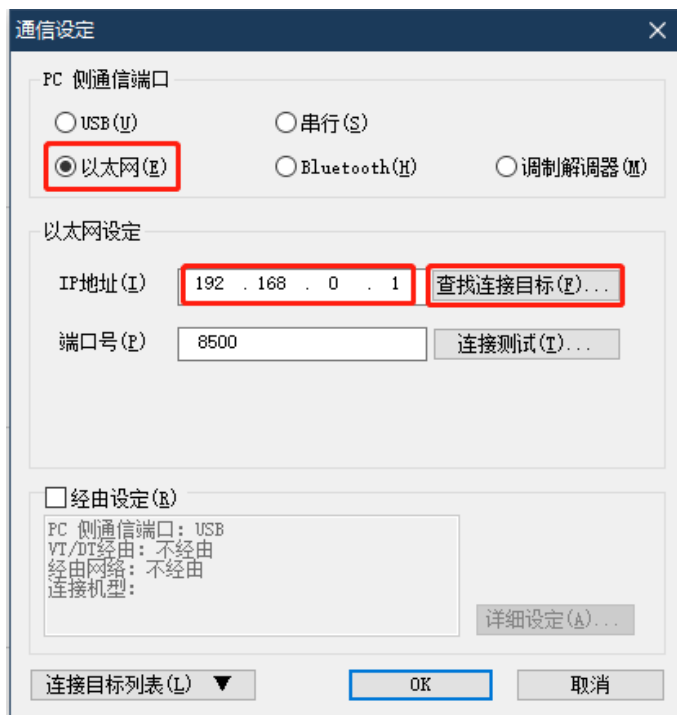 通信设定
PC 侧通信端口
USB(U) 串行(S)
以太网(E) Bluetooth(H) 调制解调器(M)
以太网设定
IP地址(I) 192 . 168 . 0 . 1 查找连接目标(F)...
端口号(P) 8500 连接测试(T)...
经由设定(R)
PC 侧通信端口: USB
VT/DT经由: 不经由
经由网络: 不经由
连接机型:
详细设定(A)...
连接目标列表(L) ▼ OK 取消